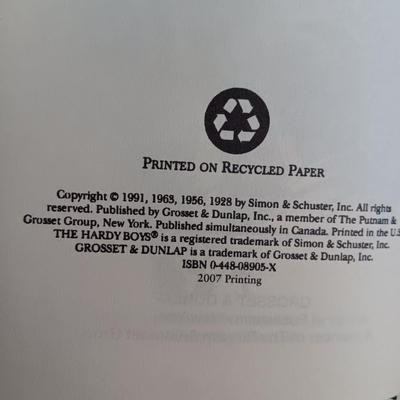 PRINTED ON RECYCLED PAPER
Copyright © 1991, 1963, 1956, 1928 by Simon & Schuster, Inc. All rights
reserved. Published by Grosset & Dunlap, Inc., a member of The Putnam &
Grosset Group, New York. Published simultaneously in Canada. Printed in the U.S
THE HARDY BOYS® is a registered trademark of Simon & Schuster, Inc.
GROSSET & DUNLAP is a trademark of Grosset & Dunlap, Inc.
ISBN 0-448-08905-X
2007 Printing